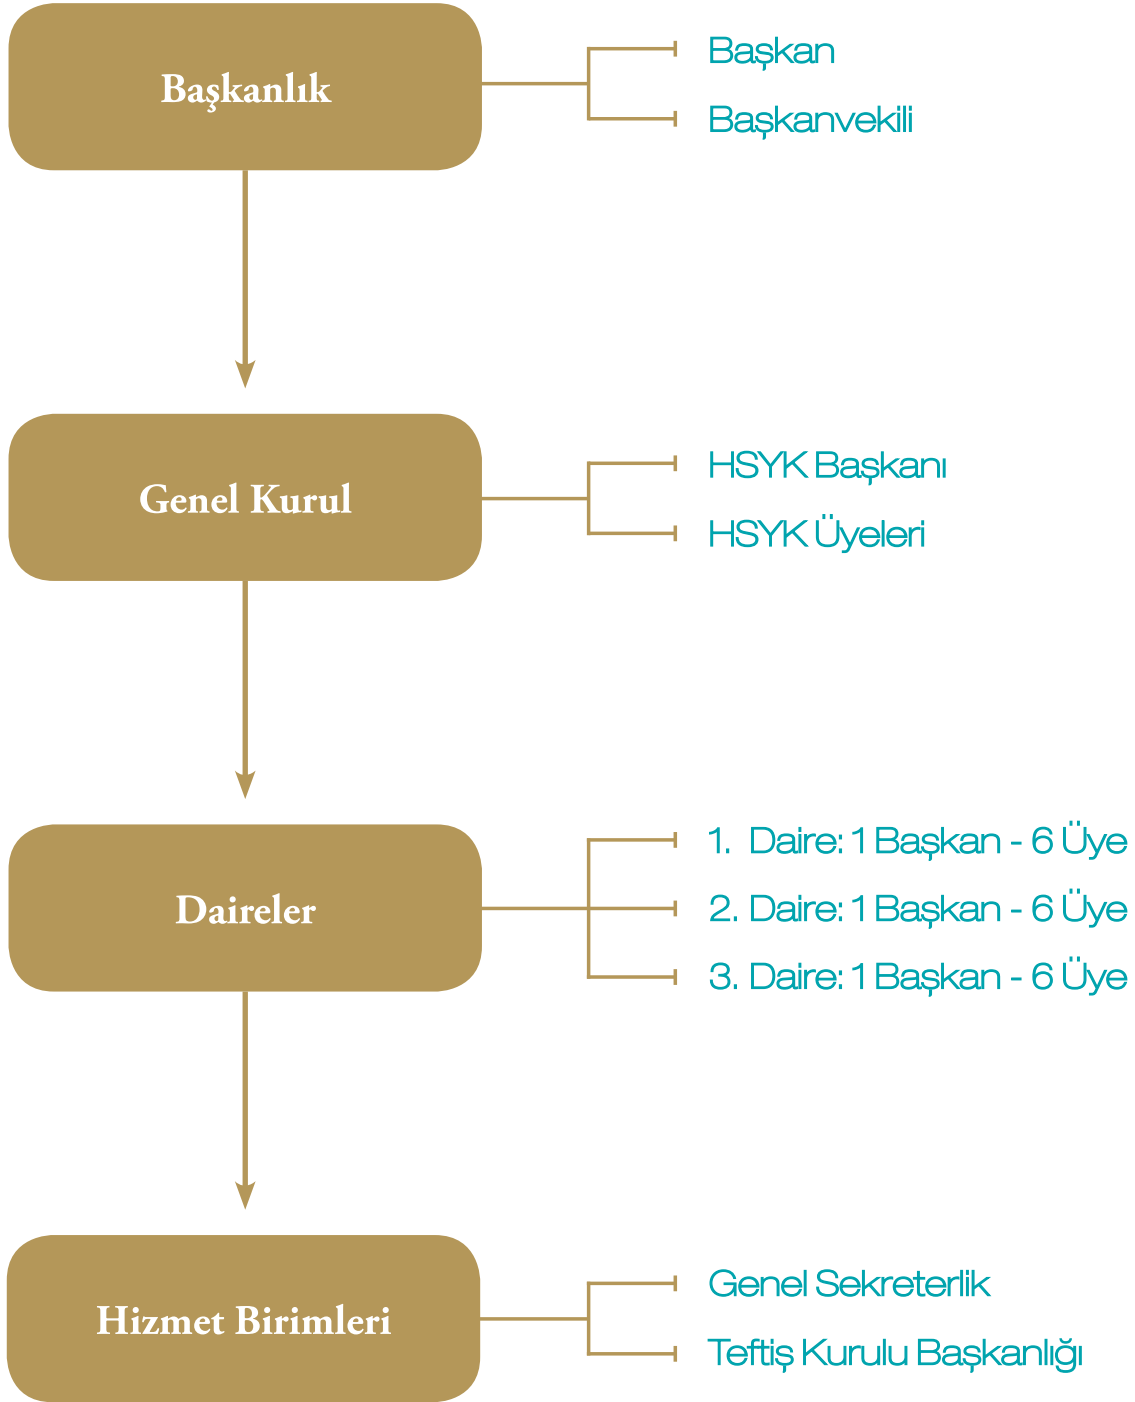 Başkanlık
Başkan
Başkanvekili
Genel Kurul
HSYK Başkanı
HSYK Üyeleri
Daireler
1. Daire: 1 Başkan - 6 Üye
2. Daire: 1 Başkan - 6 Üye
3. Daire: 1 Başkan - 6 Üye
Hizmet Birimleri
Genel Sekreterlik
Teftiş Kurulu Başkanlığı